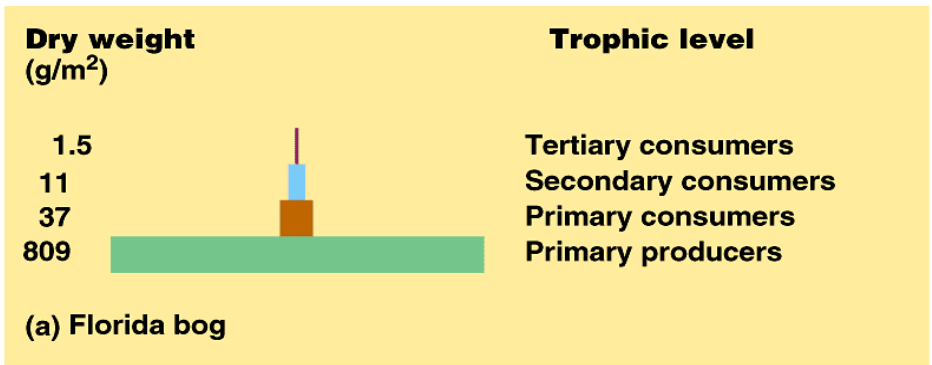 Dry weight Trophic level
(g/m²)
1.5 Tertiary consumers
11 Secondary consumers
37 Primary consumers
809 Primary producers
(a) Florida bog